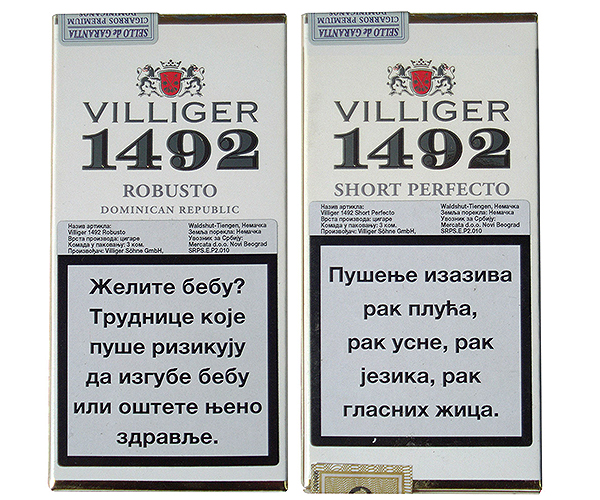 SELLO de GARANTIA
CIGARROS PREMIUM
DOMINICANOS
VILLIGER
1492
ROBUSTO
DOMINICAN REPUBLIC
Назив артикла:
Villiger 1492 Robusto
Врста производа: цигаре
Комада у паковању: 3 ком.
Произвођач: Villiger Söhne GmbH,
Waldshut-Tiengen, Немачка
Земља порекла: Немачка
Увозник за Србију:
Mercata d.o.o. Novi Beograd
SRPS.E.P2.010
Желите бебу?
Труднице које
пуше ризикују
да изгубе бебу
или оштете њено
здравље.
SELLO de GARANTIA
CIGARROS PREMIUM
DOMINICANOS
VILLIGER
1492
SHORT PERFECTO
Назив артикла:
Villiger 1492 Short Perfecto
Врста производа: цигаре
Комада у паковању: 3 ком.
Произвођач: Villiger Söhne GmbH,
Waldshut-Tiengen, Немачка
Земља порекла: Немачка
Увозник за Србију:
Mercata d.o.o. Novi Beograd
SRPS.E.P2.010
Пушење изазива
рак плућа,
рак усне, рак
језика, рак
гласних жица.